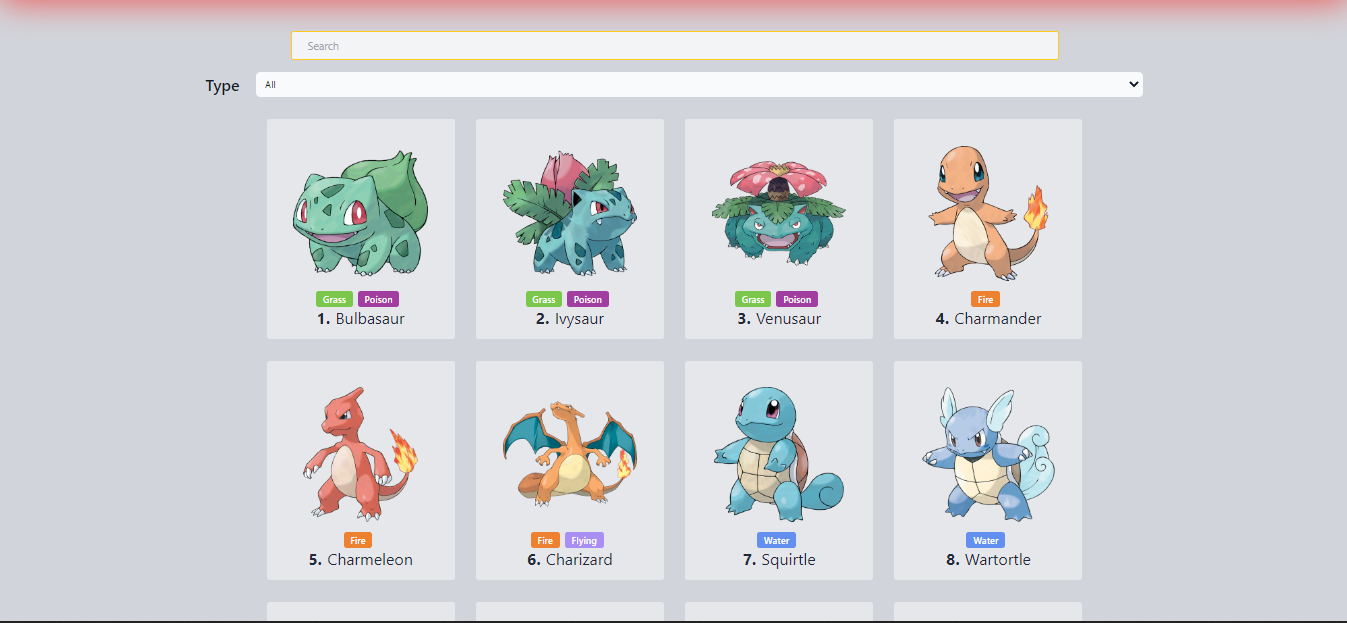 Search
Type All
Grass Poison
1. Bulbasaur
Grass Poison
2. Ivysaur
Grass Poison
3. Venusaur
Fire
4. Charmander
Fire
5. Charmeleon
Fire Flying
6. Charizard
Water
7. Squirtle
Water
8. Wartortle